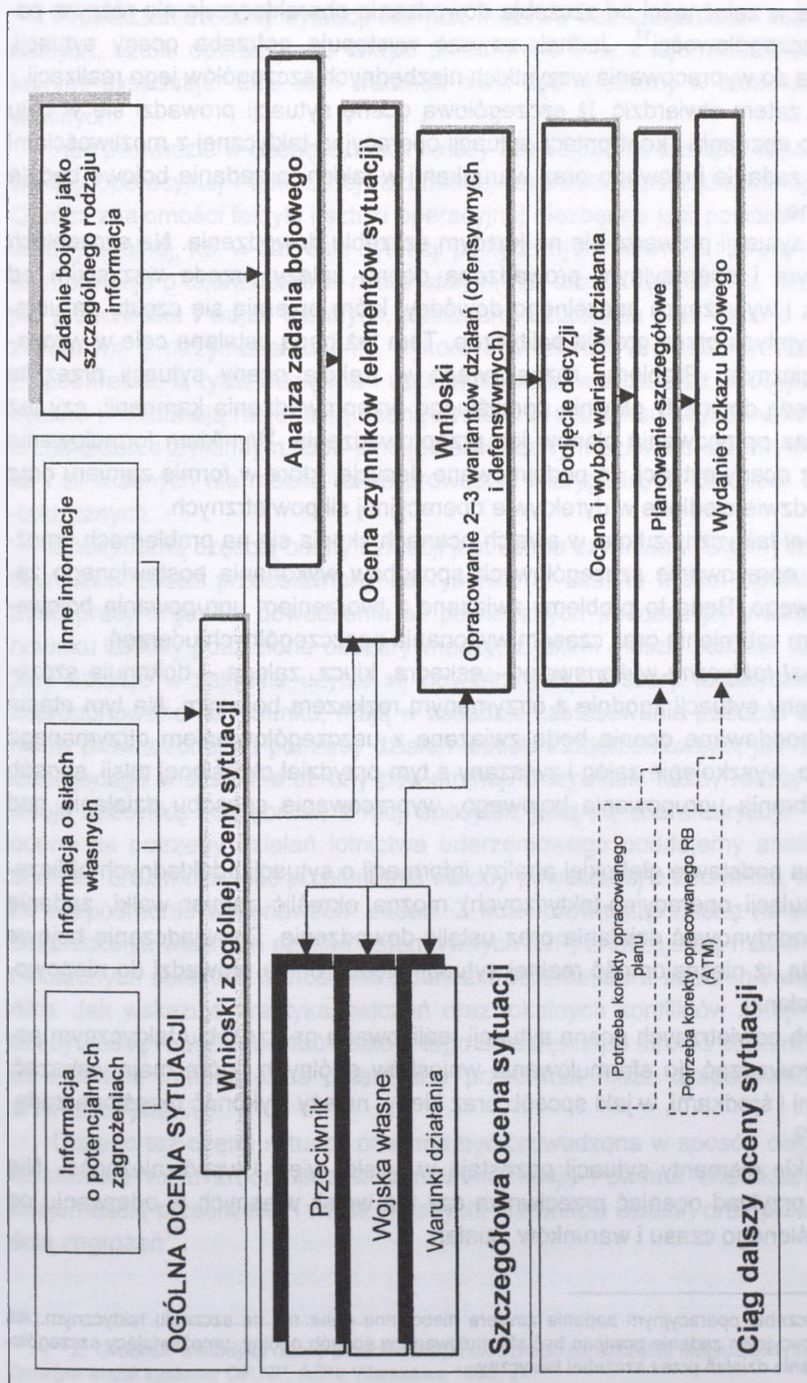 Informacja
o potencjalnych
zagrożeniach
Informacja o siłach
własnych
Inne informacje
Zadanie bojowe jako
szczególnego rodzaju
informacja
OGÓLNA OCENA SYTUACJI
Wnioski z ogólnej oceny sytuacji
Analiza zadania bojowego
Przeciwnik
Wojska własne
Warunki działania
Ocena czynników (elementów sytuacji)
Wnioski
Opracowanie 2–3 wariantów działań ofensywnych
i defensywnych
Szczegółowa ocena sytuacji
Podjęcie decyzji
Ocena i wybór wariantów działania
Planowanie szczegółowe
Wydanie rozkazu bojowego
Potrzeba korekty opracowanego
planu
Potrzeba korekty opracowanego RB
(ATM)
Ciąg dalszy oceny sytuacji